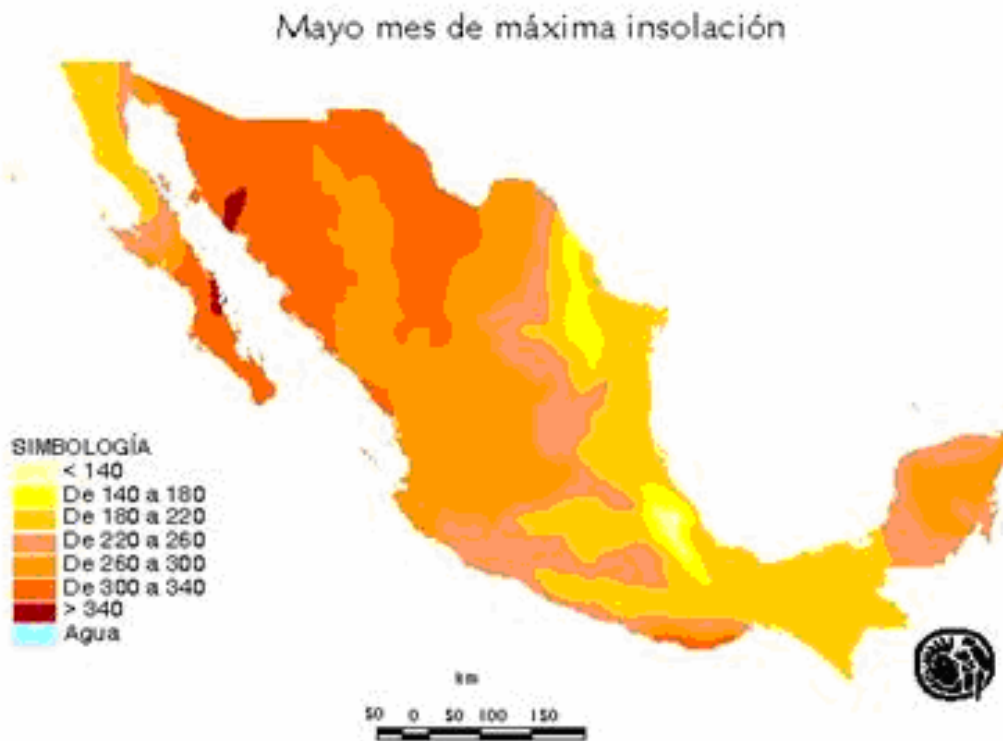 Mayo mes de máxima insolación
SIMBOLOGÍA
< 140
De 140 a 180
De 180 a 220
De 220 a 260
De 260 a 300
De 300 a 340
> 340
Agua
km
50 0 50 100 150